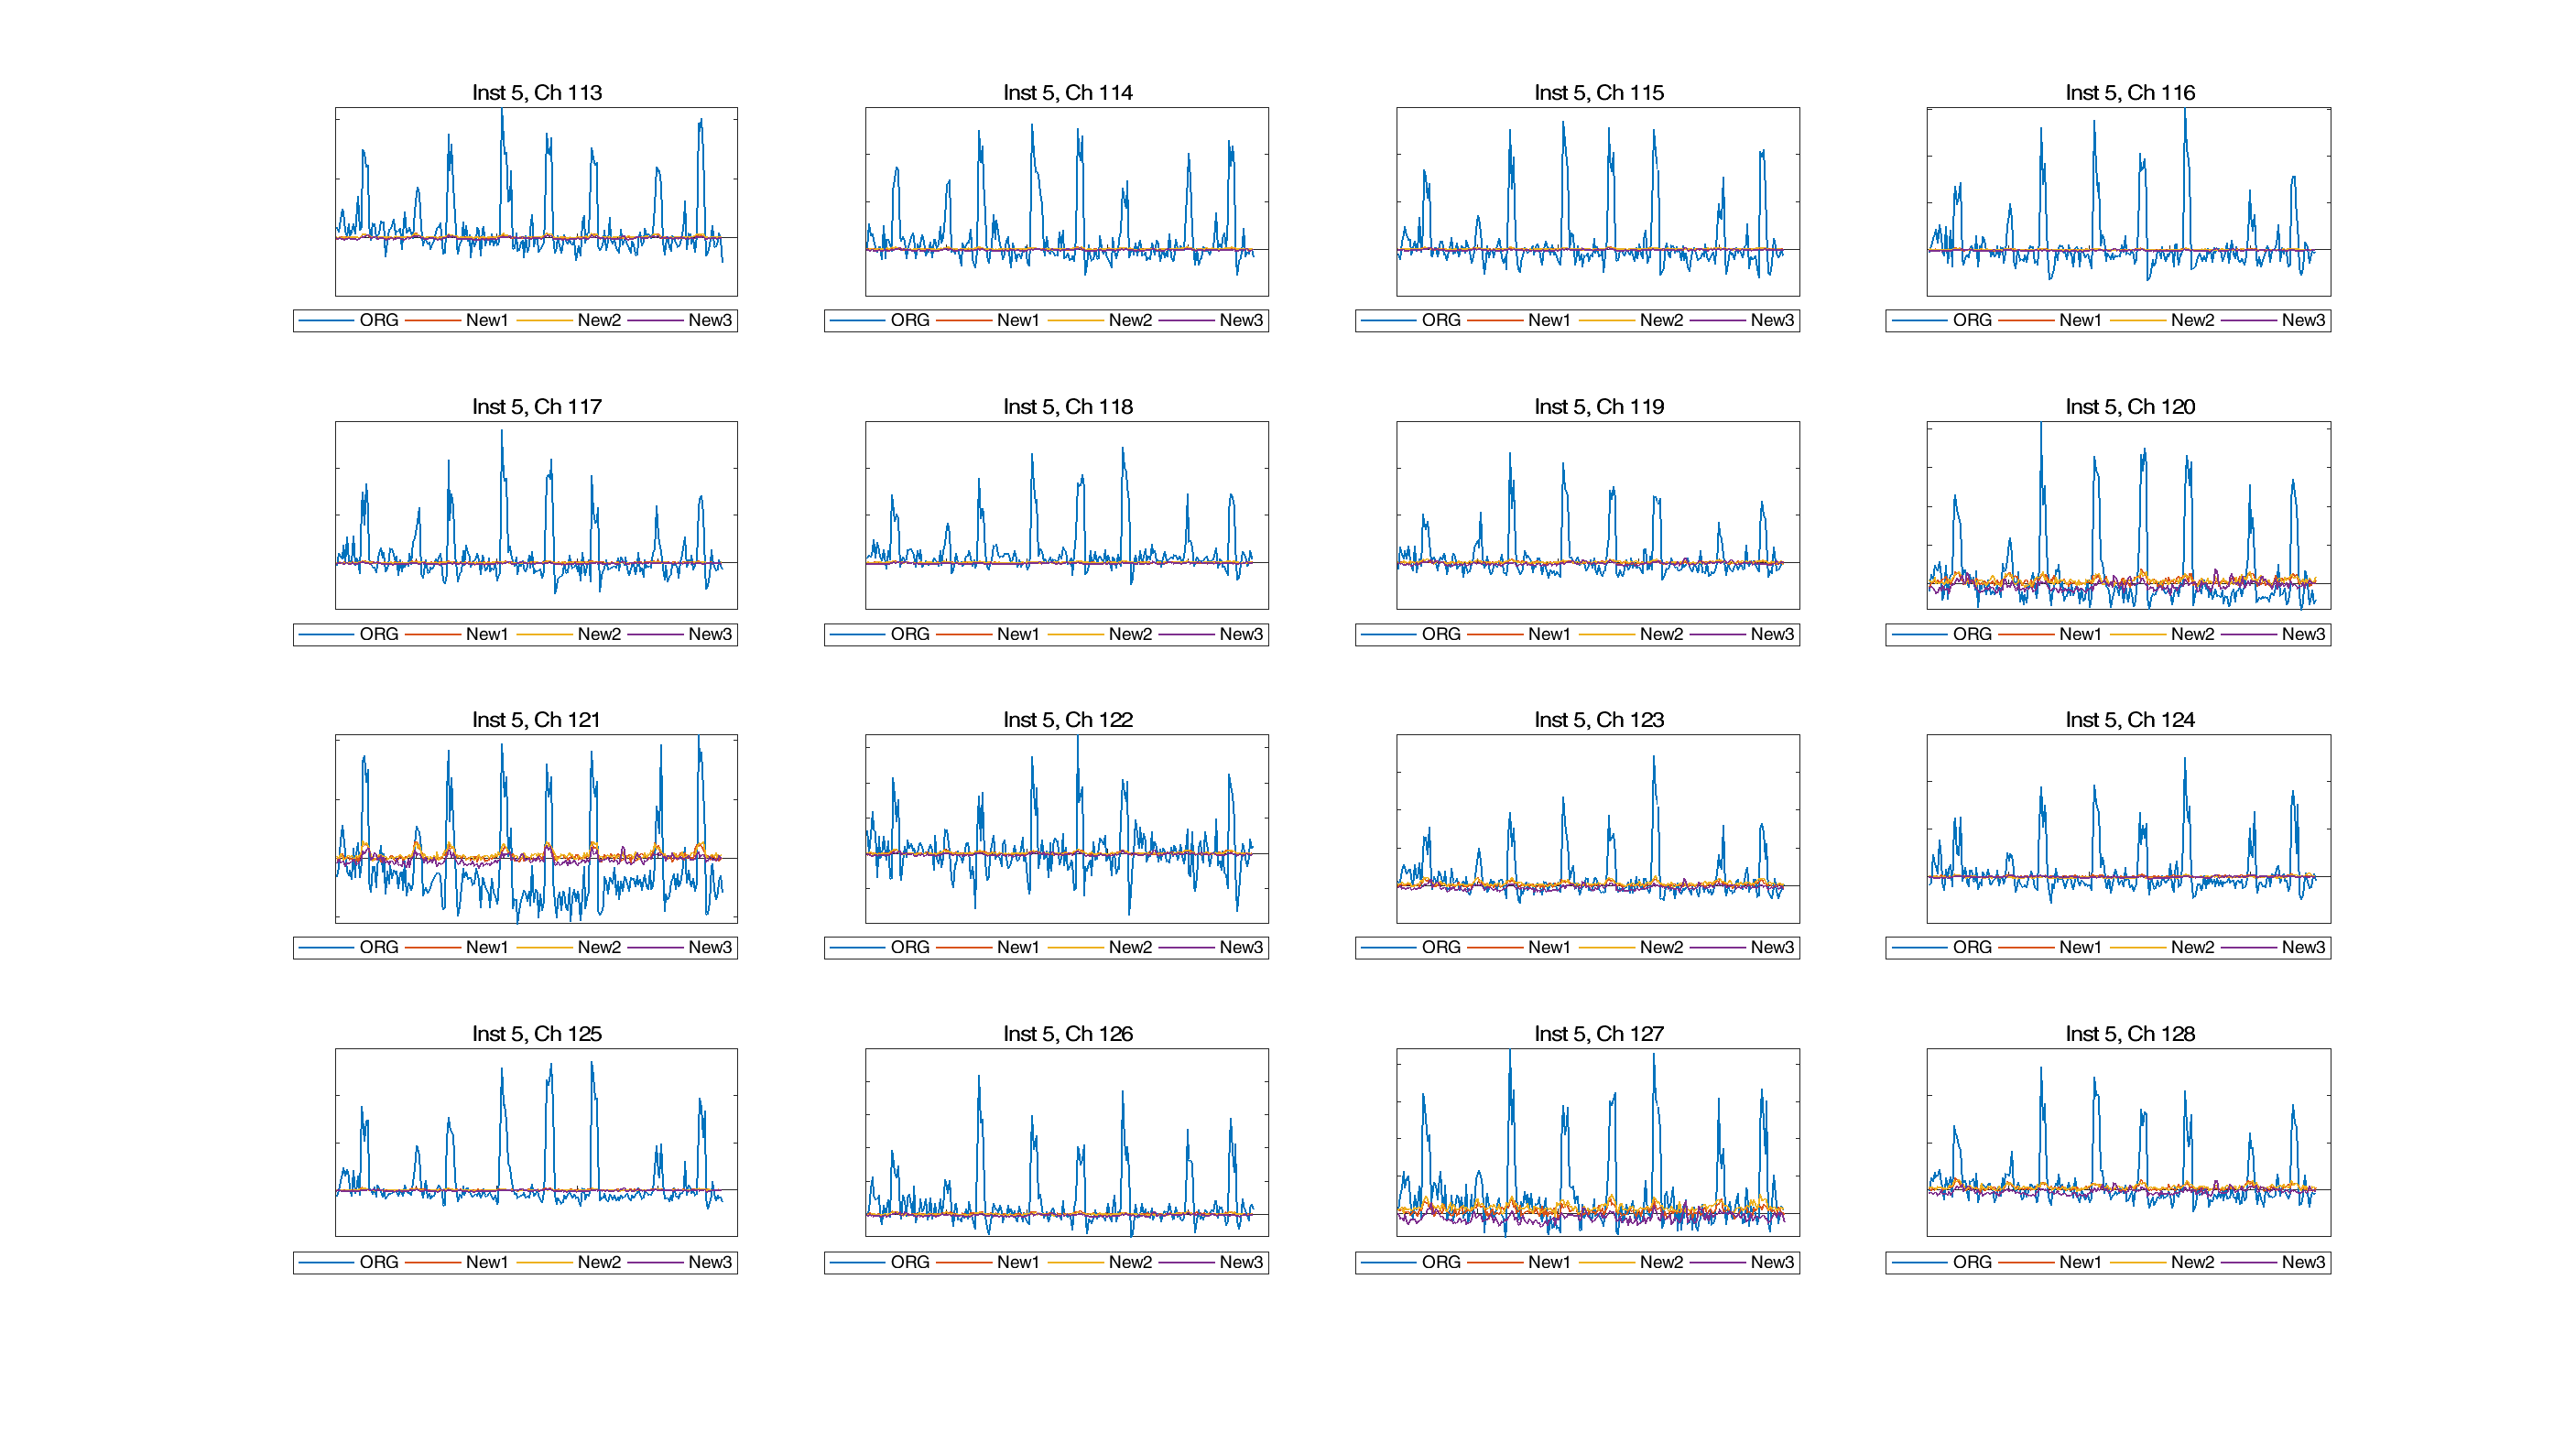 Inst 5, Ch 113
Inst 5, Ch 114
Inst 5, Ch 115
Inst 5, Ch 116
ORG New1 New2 New3
ORG New1 New2 New3
ORG New1 New2 New3
ORG New1 New2 New3
Inst 5, Ch 117
Inst 5, Ch 118
Inst 5, Ch 119
Inst 5, Ch 120
ORG New1 New2 New3
ORG New1 New2 New3
ORG New1 New2 New3
ORG New1 New2 New3
Inst 5, Ch 121
Inst 5, Ch 122
Inst 5, Ch 123
Inst 5, Ch 124
ORG New1 New2 New3
ORG New1 New2 New3
ORG New1 New2 New3
ORG New1 New2 New3
Inst 5, Ch 125
Inst 5, Ch 126
Inst 5, Ch 127
Inst 5, Ch 128
ORG New1 New2 New3
ORG New1 New2 New3
ORG New1 New2 New3
ORG New1 New2 New3